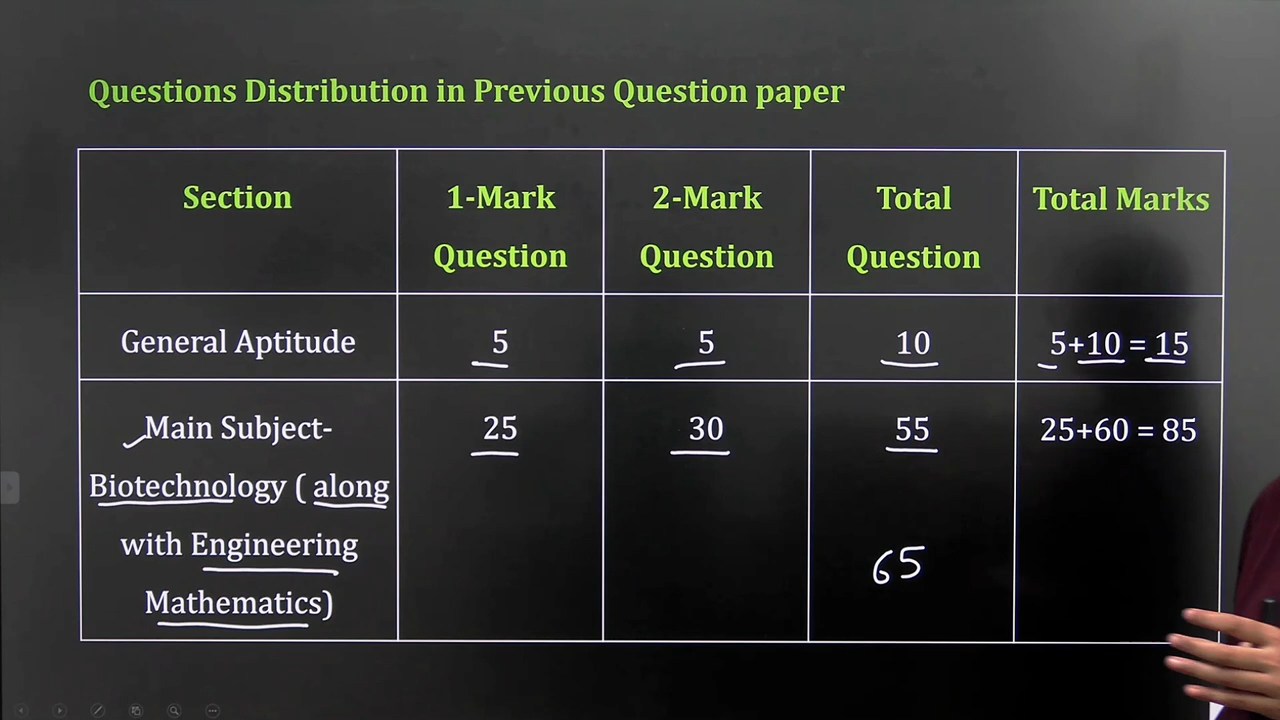 Questions Distribution in Previous Question paper
Section
1-Mark
Question
2-Mark
Question
Total
Question
Total Marks
General Aptitude
5
5
10
5+10 = 15
Main Subject-
Biotechnology ( along
with Engineering
Mathematics)
25
30
55
25+60 = 85
65